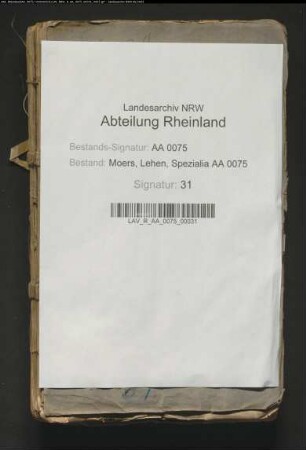 Landesarchiv NRW
Abteilung Rheinland
Bestands-Signatur: AA 0075
Bestand: Moers, Lehen, Spezialia AA 0075
Signatur: 31
LAV_R_AA_0075_00031